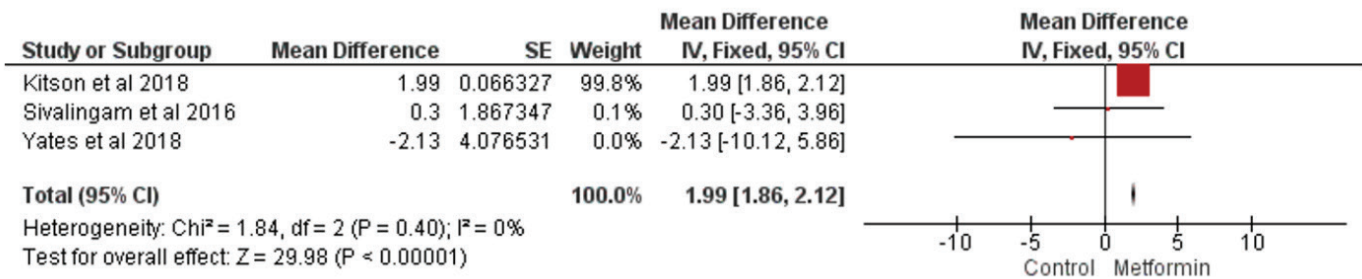 Mean Difference Mean Difference
Study or Subgroup Mean Difference SE Weight IV, Fixed, 95% CI IV, Fixed, 95% CI
Kitson et al 2018 1.99 0.066327 99.8% 1.99 [1.86, 2.12]
Sivalingam et al 2016 0.3 1.867347 0.1% 0.30 [-3.36, 3.96]
Yates et al 2018 -2.13 4.076531 0.0% -2.13 [-10.12, 5.86]
Total (95% CI) 100.0% 1.99 [1.86, 2.12]
Heterogeneity: Chi² = 1.84, df = 2 (P = 0.40); I² = 0%
Test for overall effect: Z = 29.98 (P < 0.00001)
-10 -5 0 5 10
Control Metformin